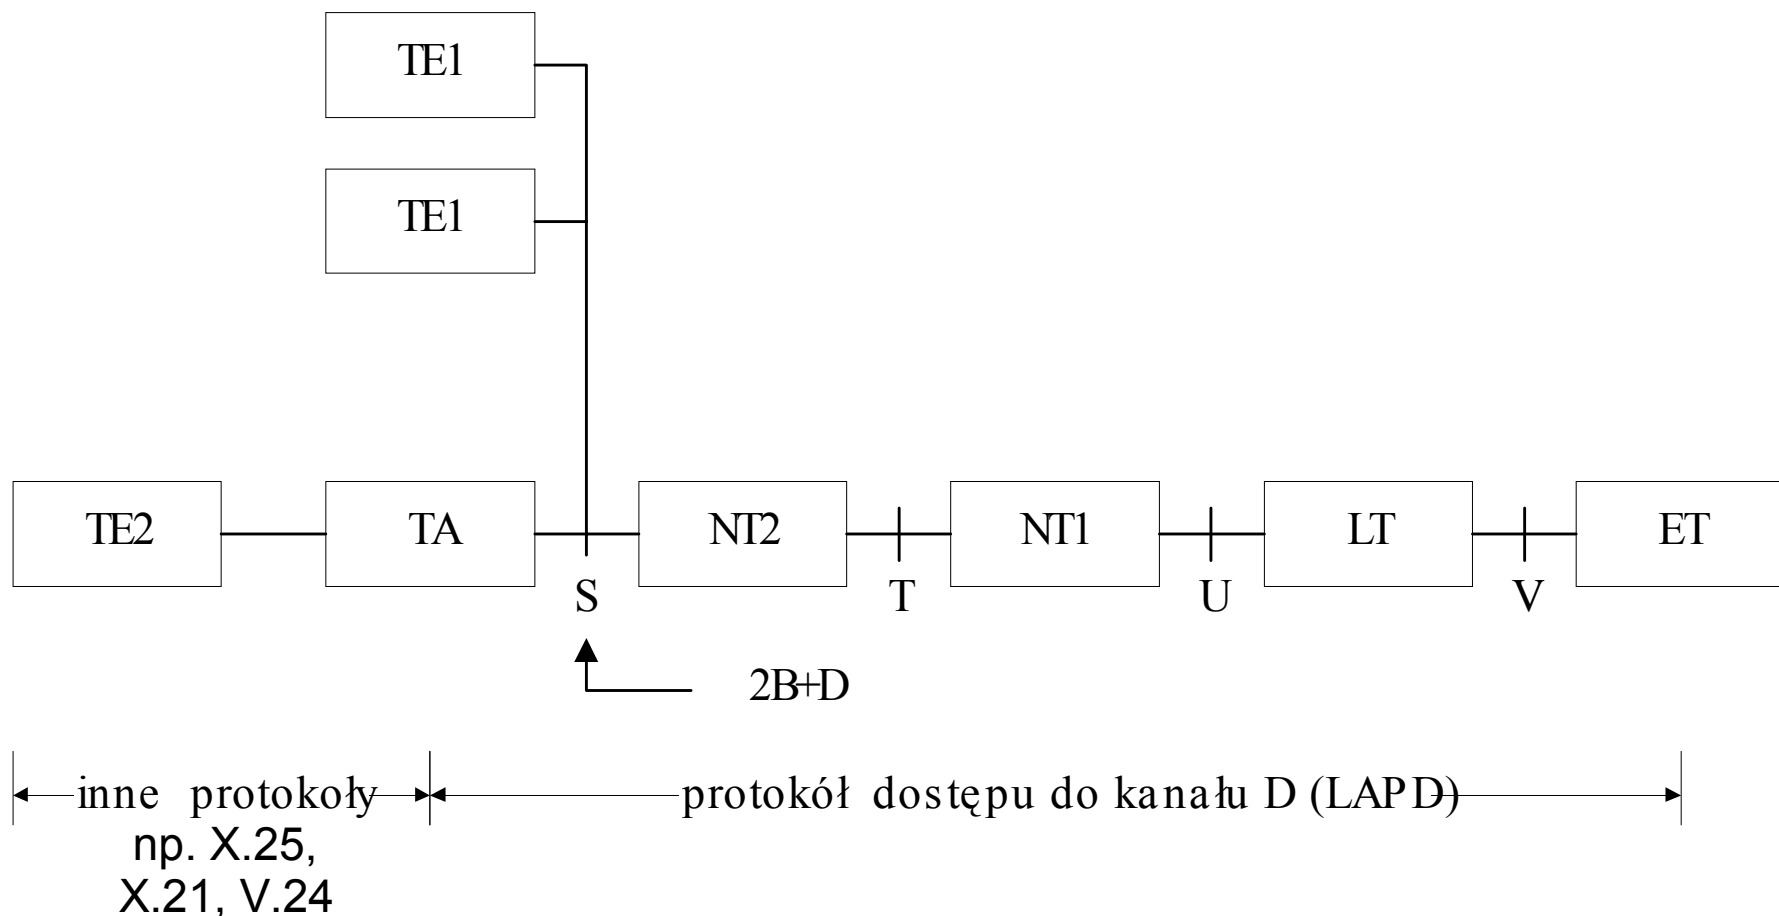 TE1
TE1
TE2 TA NT2 NT1 LT ET
S T U V
2B+D
inne protokoły protokół dostępu do kanału D (LAPD)
np. X.25,
X.21, V.24